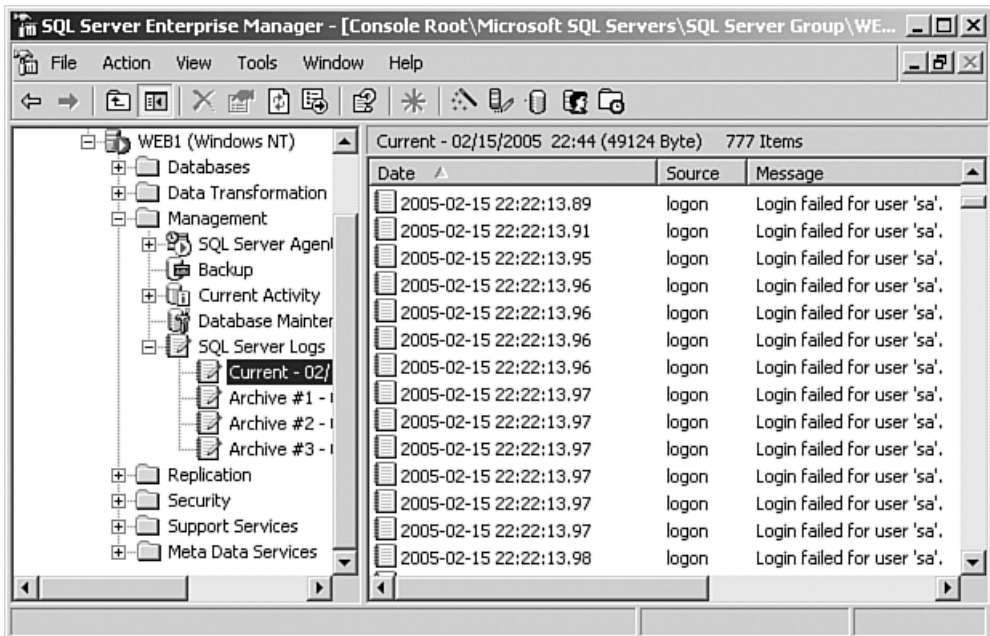 SQL Server Enterprise Manager - [Console Root\Microsoft SQL Servers\SQL Server Group\WE...
File Action View Tools Window Help
WEB1 (Windows NT)
Databases
Data Transformation
Management
SQL Server Agent
Backup
Current Activity
Database Mainter
SQL Server Logs
Current - 02/
Archive #1 -
Archive #2 -
Archive #3 -
Replication
Security
Support Services
Meta Data Services
Current - 02/15/2005 22:44 (49124 Byte) 777 Items
Date Source Message
2005-02-15 22:22:13.89 logon Login failed for user 'sa'.
2005-02-15 22:22:13.91 logon Login failed for user 'sa'.
2005-02-15 22:22:13.95 logon Login failed for user 'sa'.
2005-02-15 22:22:13.96 logon Login failed for user 'sa'.
2005-02-15 22:22:13.96 logon Login failed for user 'sa'.
2005-02-15 22:22:13.96 logon Login failed for user 'sa'.
2005-02-15 22:22:13.96 logon Login failed for user 'sa'.
2005-02-15 22:22:13.97 logon Login failed for user 'sa'.
2005-02-15 22:22:13.97 logon Login failed for user 'sa'.
2005-02-15 22:22:13.97 logon Login failed for user 'sa'.
2005-02-15 22:22:13.97 logon Login failed for user 'sa'.
2005-02-15 22:22:13.97 logon Login failed for user 'sa'.
2005-02-15 22:22:13.97 logon Login failed for user 'sa'.
2005-02-15 22:22:13.98 logon Login failed for user 'sa'.